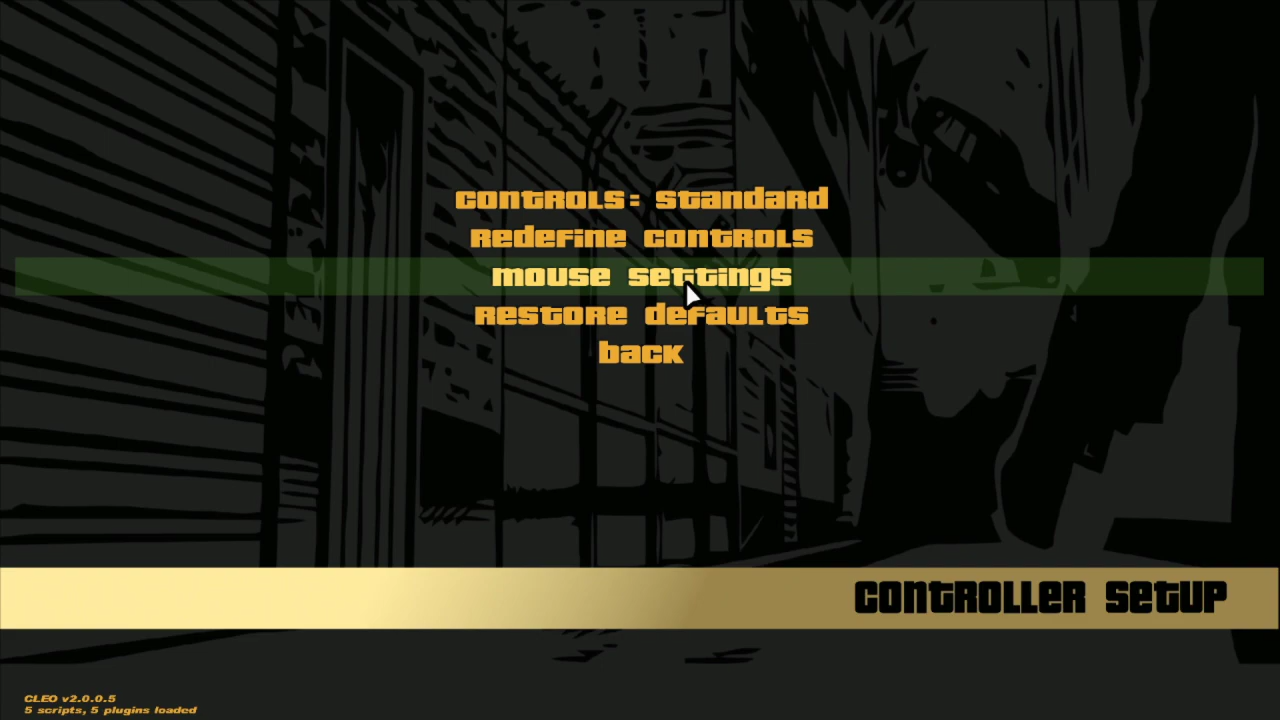 CONTROLS: STANDARD
REDEFINE CONTROLS
MOUSE SETTINGS
RESTORE DEFAULTS
BACK
CONTROLLER SETUP
CLEO v2.0.0.5
5 scripts, 5 plugins loaded